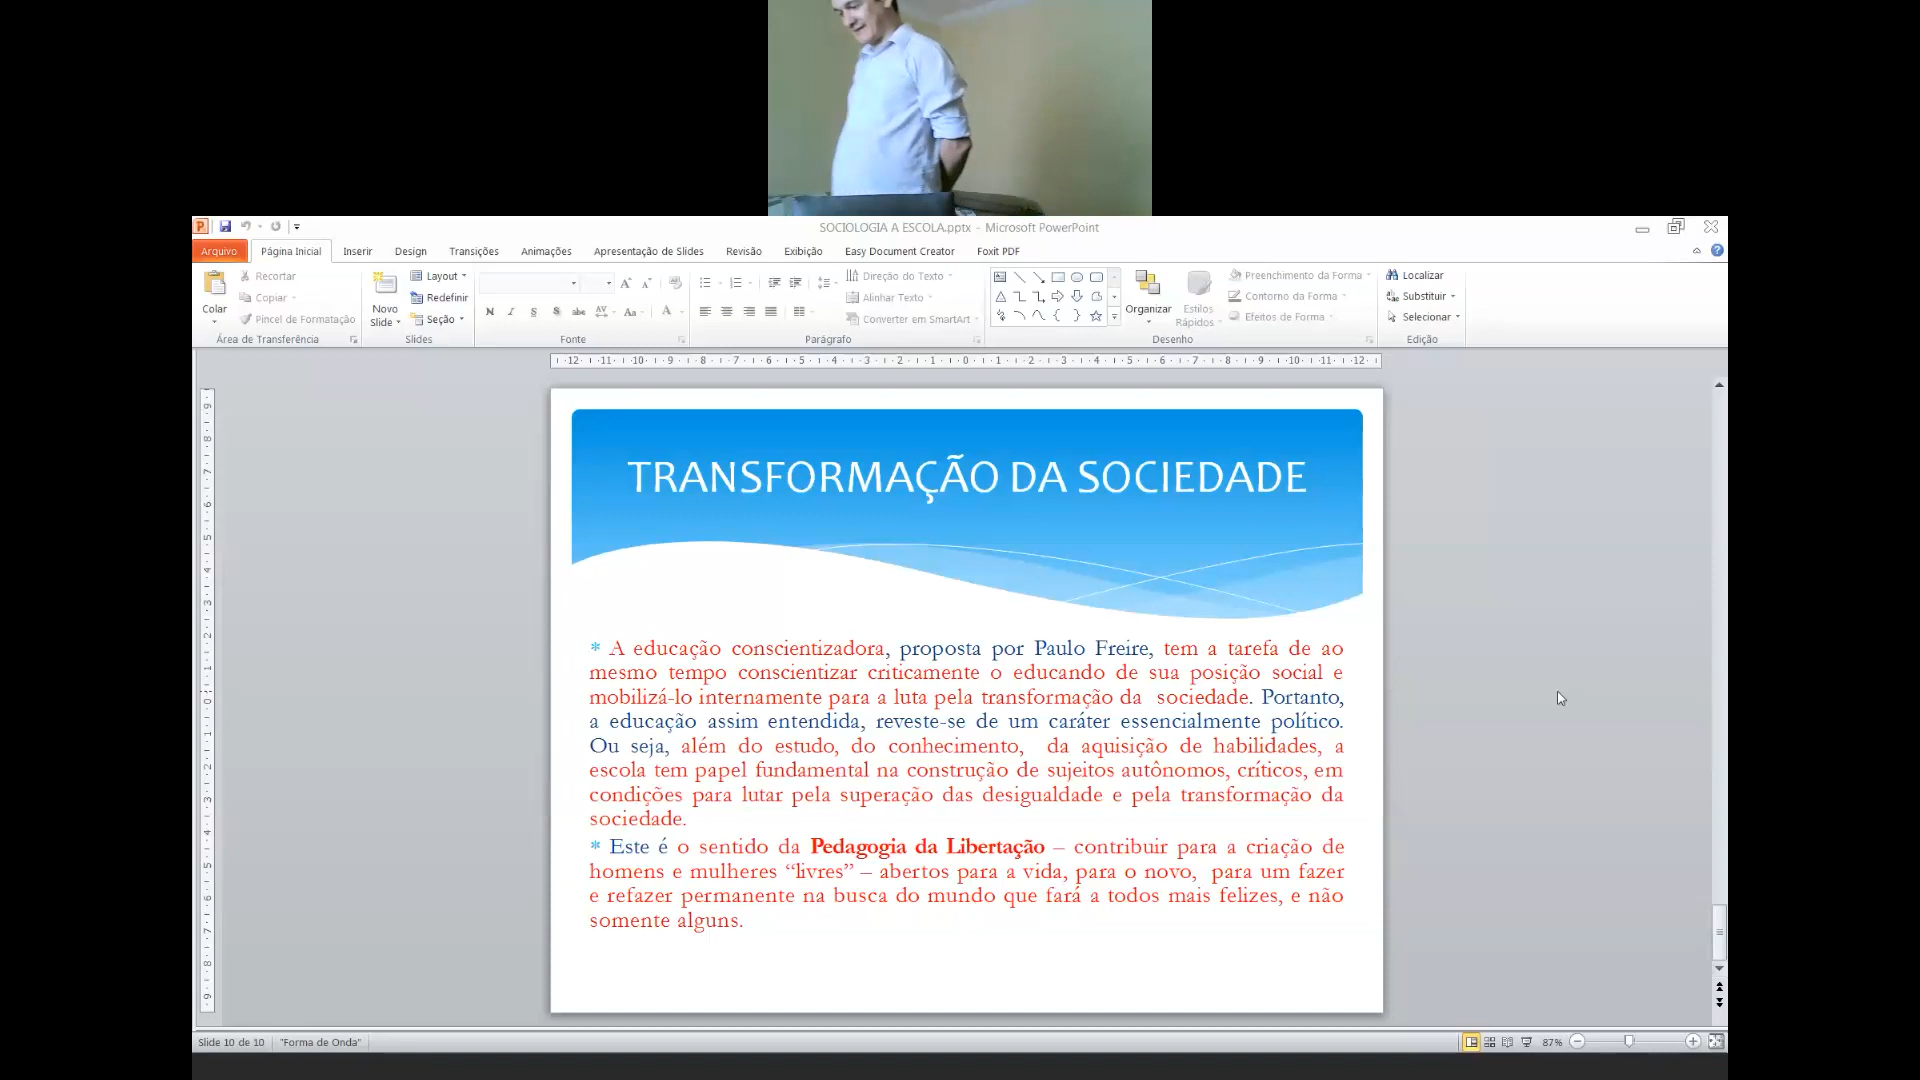 SOCIOLOGIA A ESCOLA.pptx - Microsoft PowerPoint
Arquivo Página Inicial Inserir Design Transições Animações Apresentação de Slides Revisão Exibição Easy Document Creator Foxit PDF
Colar
Recortar
Copiar
Pincel de Formatação
Área de Transferência
Novo
Slide
Layout
Redefinir
Seção
Slides
Fonte
Direção do Texto
Alinhar Texto
Converter em SmartArt
Parágrafo
Organizar
Estilos
Rápidos
Preenchimento da Forma
Contorno da Forma
Efeitos de Forma
Desenho
Localizar
Substituir
Selecionar
Edição
TRANSFORMAÇÃO DA SOCIEDADE
* A educação conscientizadora, proposta por Paulo Freire, tem a tarefa de ao
mesmo tempo conscientizar criticamente o educando de sua posição social e
mobilizá-lo internamente para a luta pela transformação da sociedade. Portanto,
a educação assim entendida, reveste-se de um caráter essencialmente político.
Ou seja, além do estudo, do conhecimento, da aquisição de habilidades, a
escola tem papel fundamental na construção de sujeitos autônomos, críticos, em
condições para lutar pela superação das desigualdade e pela transformação da
sociedade.
* Este é o sentido da Pedagogia da Libertação – contribuir para a criação de
homens e mulheres “livres” – abertos para a vida, para o novo, para um fazer
e refazer permanente na busca do mundo que fará a todos mais felizes, e não
somente alguns.
Slide 10 de 10 "Forma de Onda" 87%